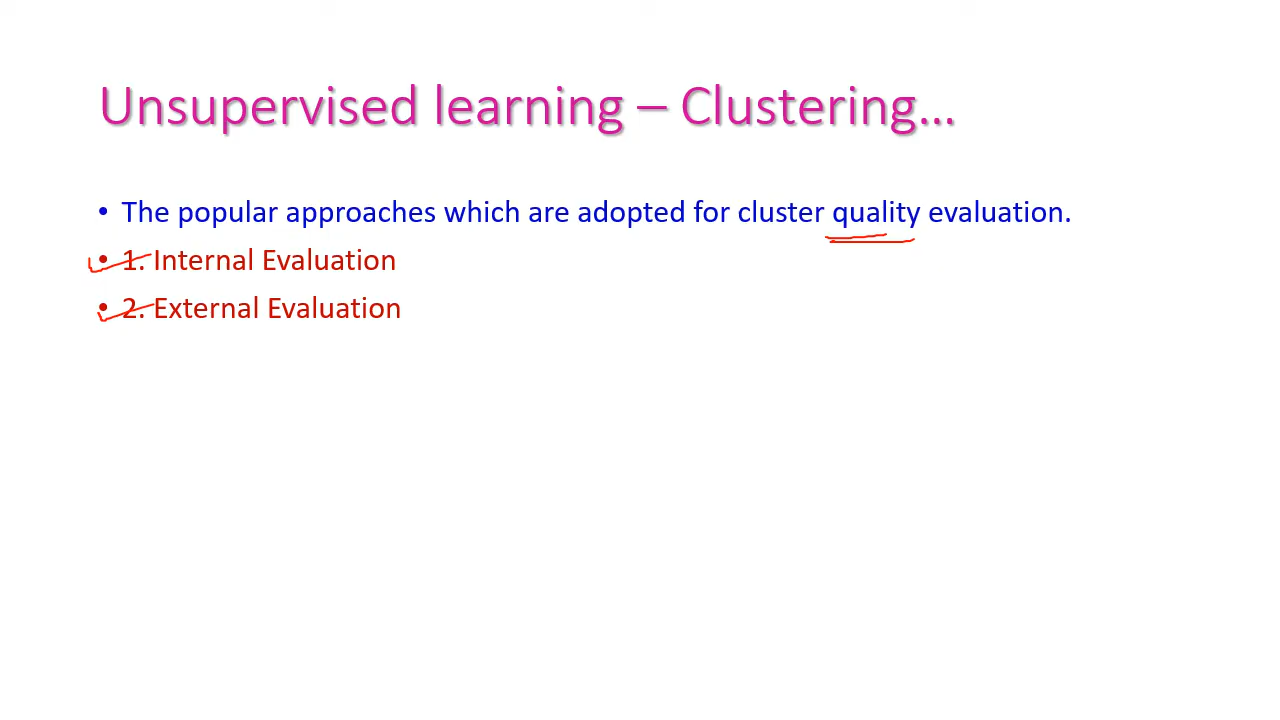 Unsupervised learning – Clustering…
• The popular approaches which are adopted for cluster quality evaluation.
• 1. Internal Evaluation
• 2. External Evaluation